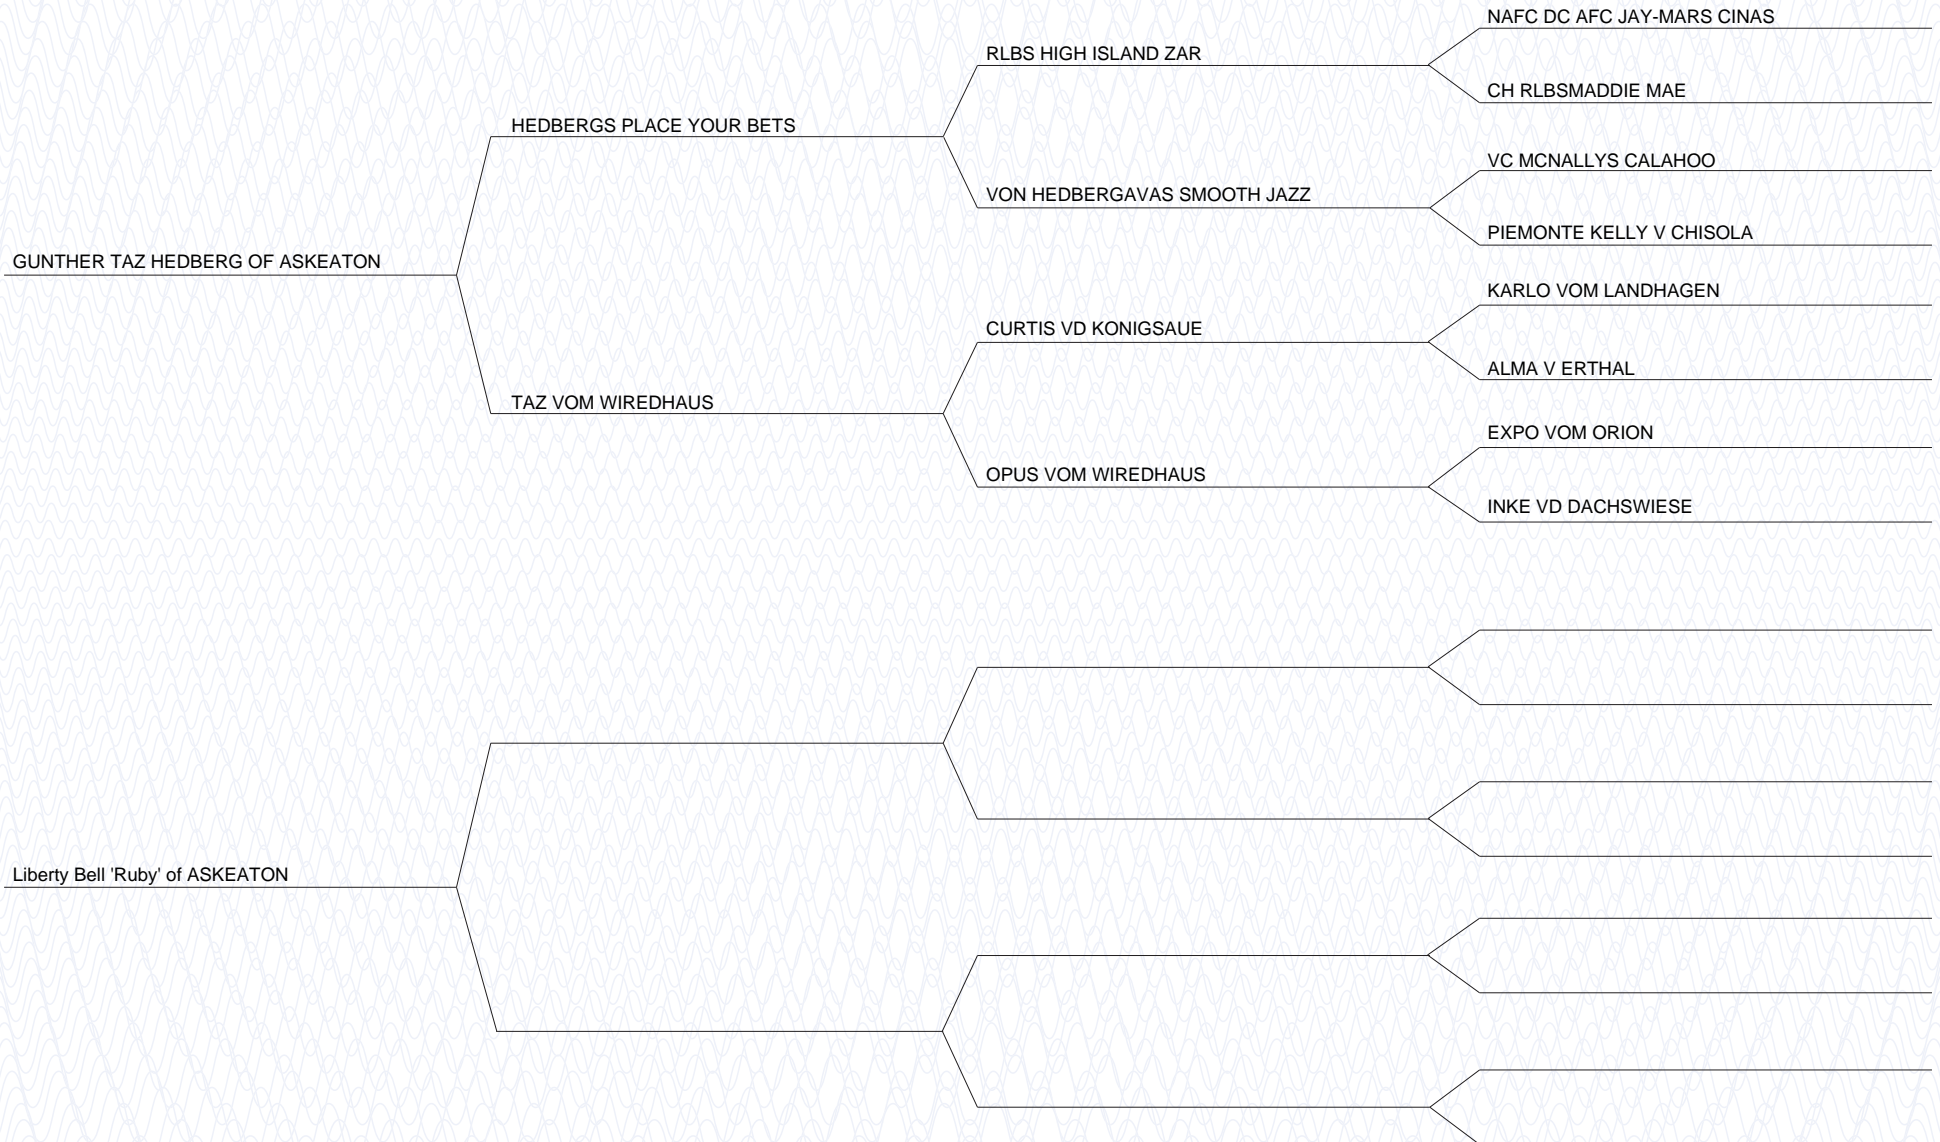 NAFC DC AFC JAY-MARS CINAS
RLBS HIGH ISLAND ZAR
CH RLBSMADDIE MAE
HEDBERGS PLACE YOUR BETS
VC MCNALLYS CALAHOO
VON HEDBERGAVAS SMOOTH JAZZ
PIEMONTE KELLY V CHISOLA
GUNTHER TAZ HEDBERG OF ASKEATON
KARLO VOM LANDHAGEN
CURTIS VD KONIGSAUE
ALMA V ERTHAL
TAZ VOM WIREDHAUS
EXPO VOM ORION
OPUS VOM WIREDHAUS
INKE VD DACHSWIESE
Liberty Bell 'Ruby' of ASKEATON